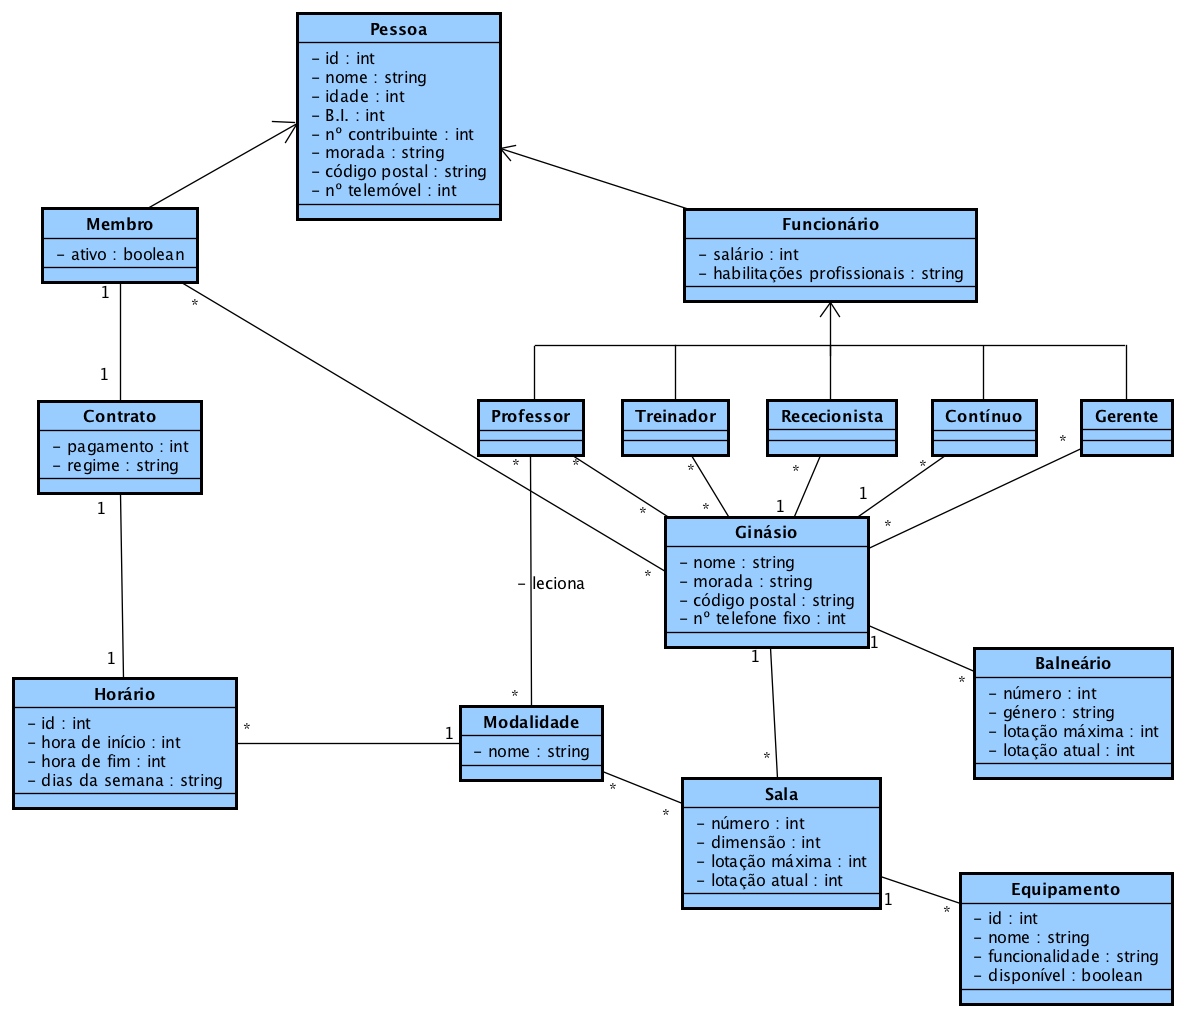 Pessoa
- id : int
- nome : string
- idade : int
- B.I. : int
- nº contribuinte : int
- morada : string
- código postal : string
- nº telemóvel : int
Membro
- ativo : boolean
Funcionário
- salário : int
- habilitações profissionais : string
1
*
1
Contrato
- pagamento : int
- regime : string
1
Professor
Treinador
Rececionista
Contínuo
Gerente
*
*
*
*
*
*
*
*
1
1
*
Ginásio
- nome : string
- morada : string
- código postal : string
- nº telefone fixo : int
*
- leciona
1
1
*
1
*
Balneário
- número : int
- género : string
- lotação máxima : int
- lotação atual : int
Horário
- id : int
- hora de início : int
- hora de fim : int
- dias da semana : string
*
1
*
Modalidade
- nome : string
*
*
*
Sala
- número : int
- dimensão : int
- lotação máxima : int
- lotação atual : int
1
*
Equipamento
- id : int
- nome : string
- funcionalidade : string
- disponível : boolean